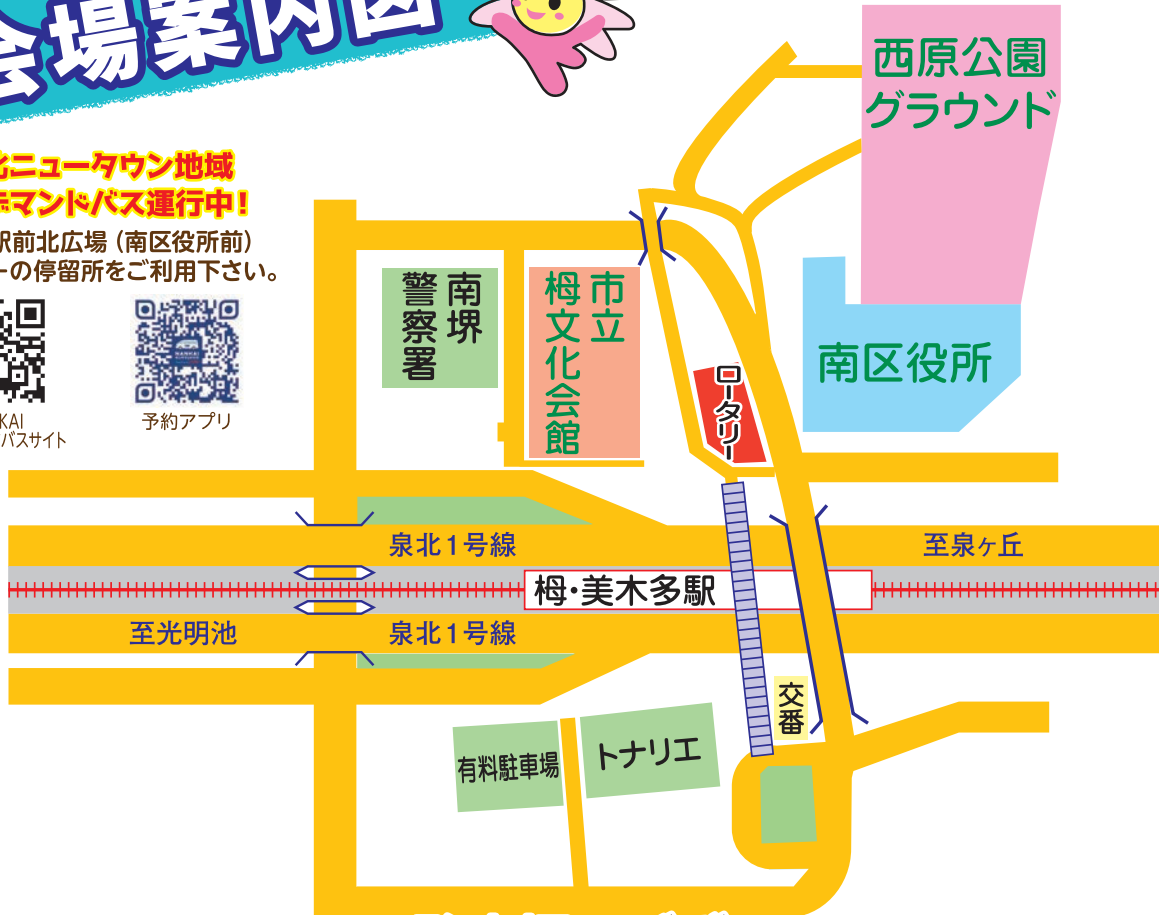 会場案内図
北ニュータウン地域
デマンドバス運行中！
駅前北広場（南区役所前）
ーの停留所をご利用下さい。
KAI
バスサイト
予約アプリ
西原公園
グラウンド
南堺
警察署
市立
栂文化会館
ロータリー
南区役所
泉北1号線
至泉ヶ丘
栂・美木多駅
至光明池
泉北1号線
交番
有料駐車場
トナリエ